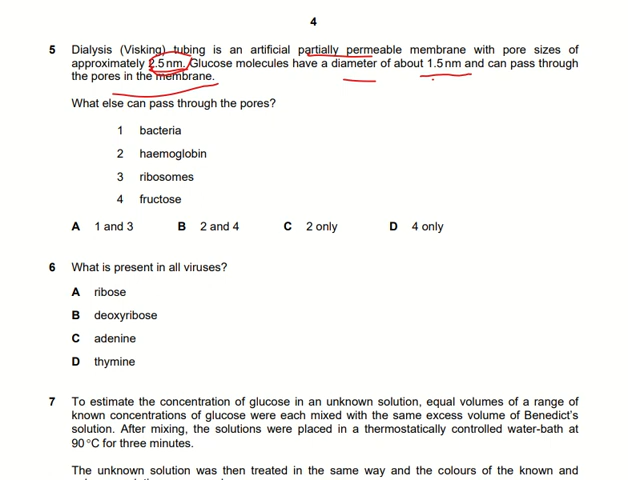 4
5 Dialysis (Visking) tubing is an artificial partially permeable membrane with pore sizes of
approximately 2.5 nm. Glucose molecules have a diameter of about 1.5 nm and can pass through
the pores in the membrane.
What else can pass through the pores?
1 bacteria
2 haemoglobin
3 ribosomes
4 fructose
A 1 and 3 B 2 and 4 C 2 only D 4 only
6 What is present in all viruses?
A ribose
B deoxyribose
C adenine
D thymine
7 To estimate the concentration of glucose in an unknown solution, equal volumes of a range of
known concentrations of glucose were each mixed with the same excess volume of Benedict's
solution. After mixing, the solutions were placed in a thermostatically controlled water-bath at
90 °C for three minutes.
The unknown solution was then treated in the same way and the colours of the known and